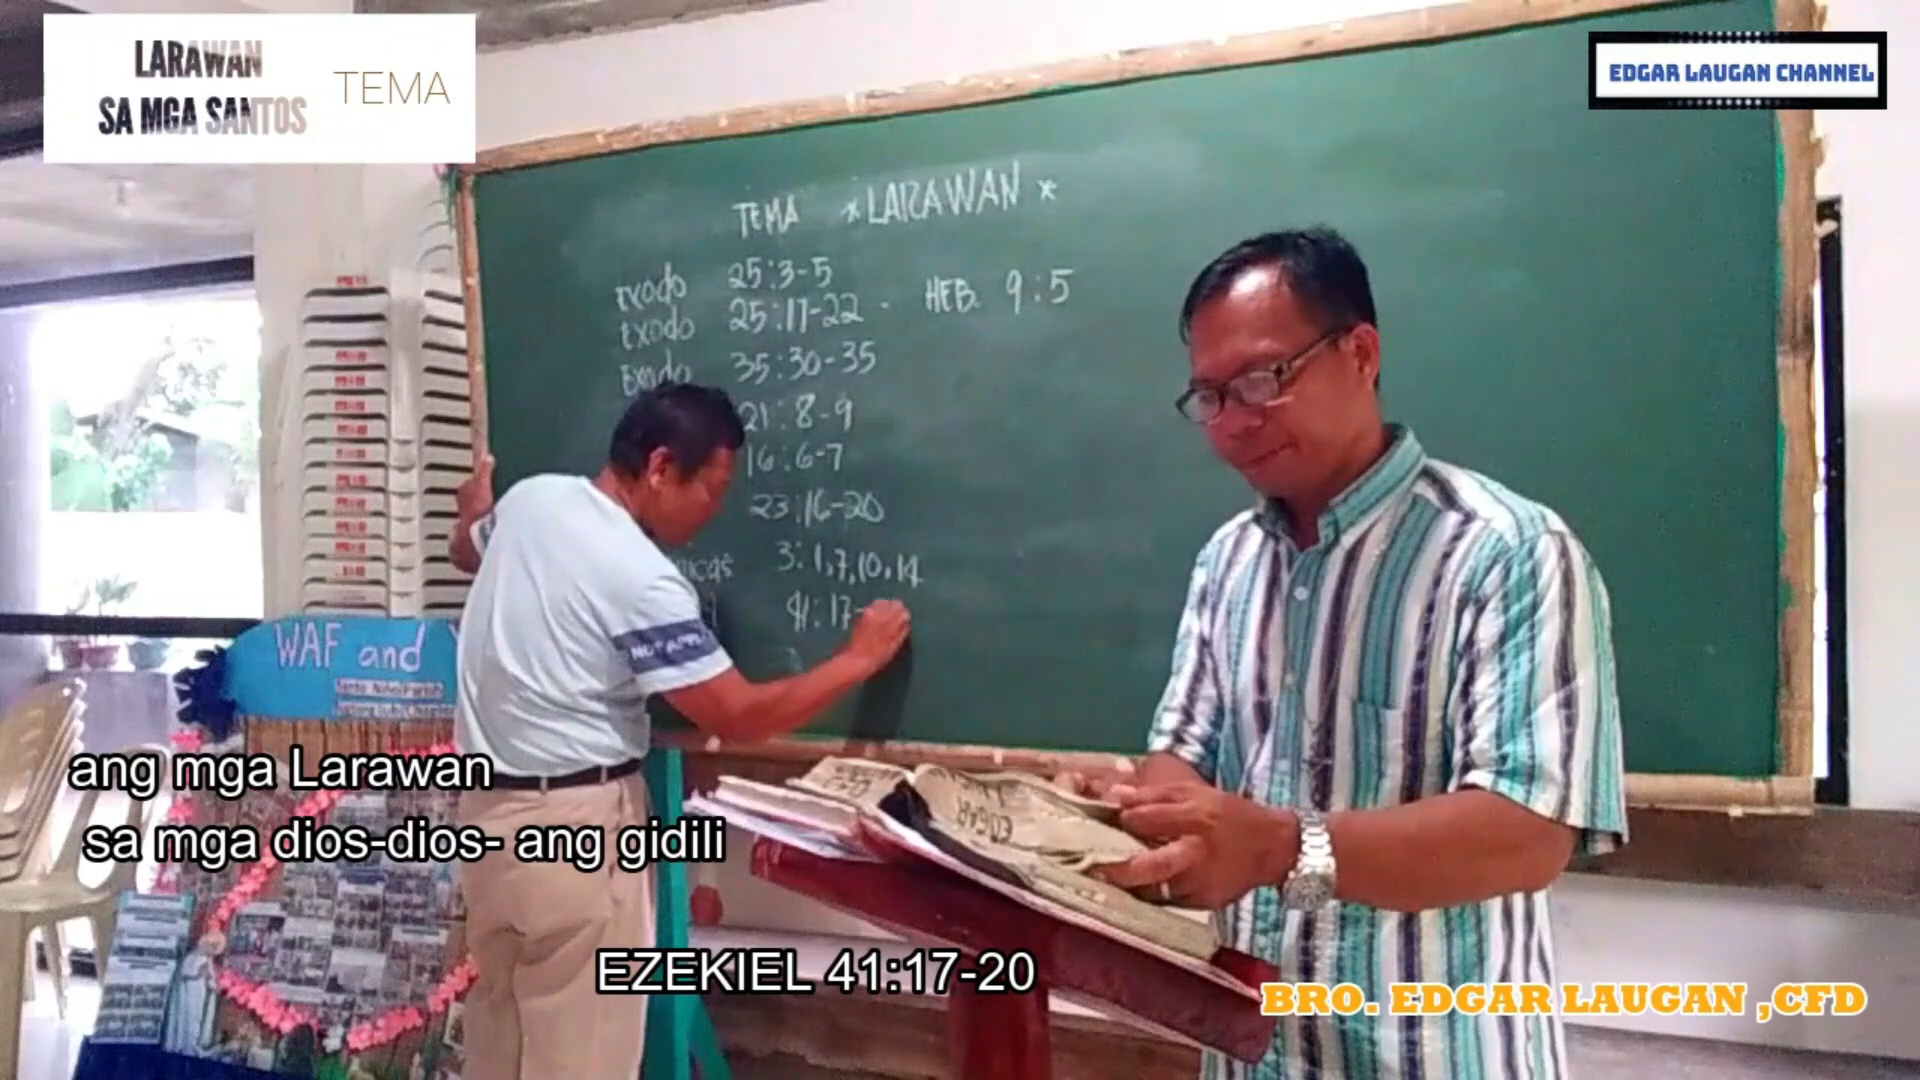 LARAWAN
SA MGA SANTOS
TEMA
EDGAR LAUGAN CHANNEL
TEMA *LARAWAN*
Exodo 25:3-5
Exodo 25:17-22 - HEB. 9:5
Exodo 35:30-35
21:8-9
16:6-7
23:16-20
3:1,7,10,14
41:17-
WAF and
ang mga Larawan
sa mga dios-dios- ang gidili
EDGAR
EZEKIEL 41:17-20
BRO. EDGAR LAUGAN ,CFD